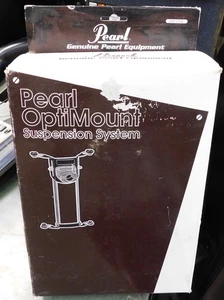 Pearl
Genuine Pearl Equipment
Pearl
OptiMount
Suspension System